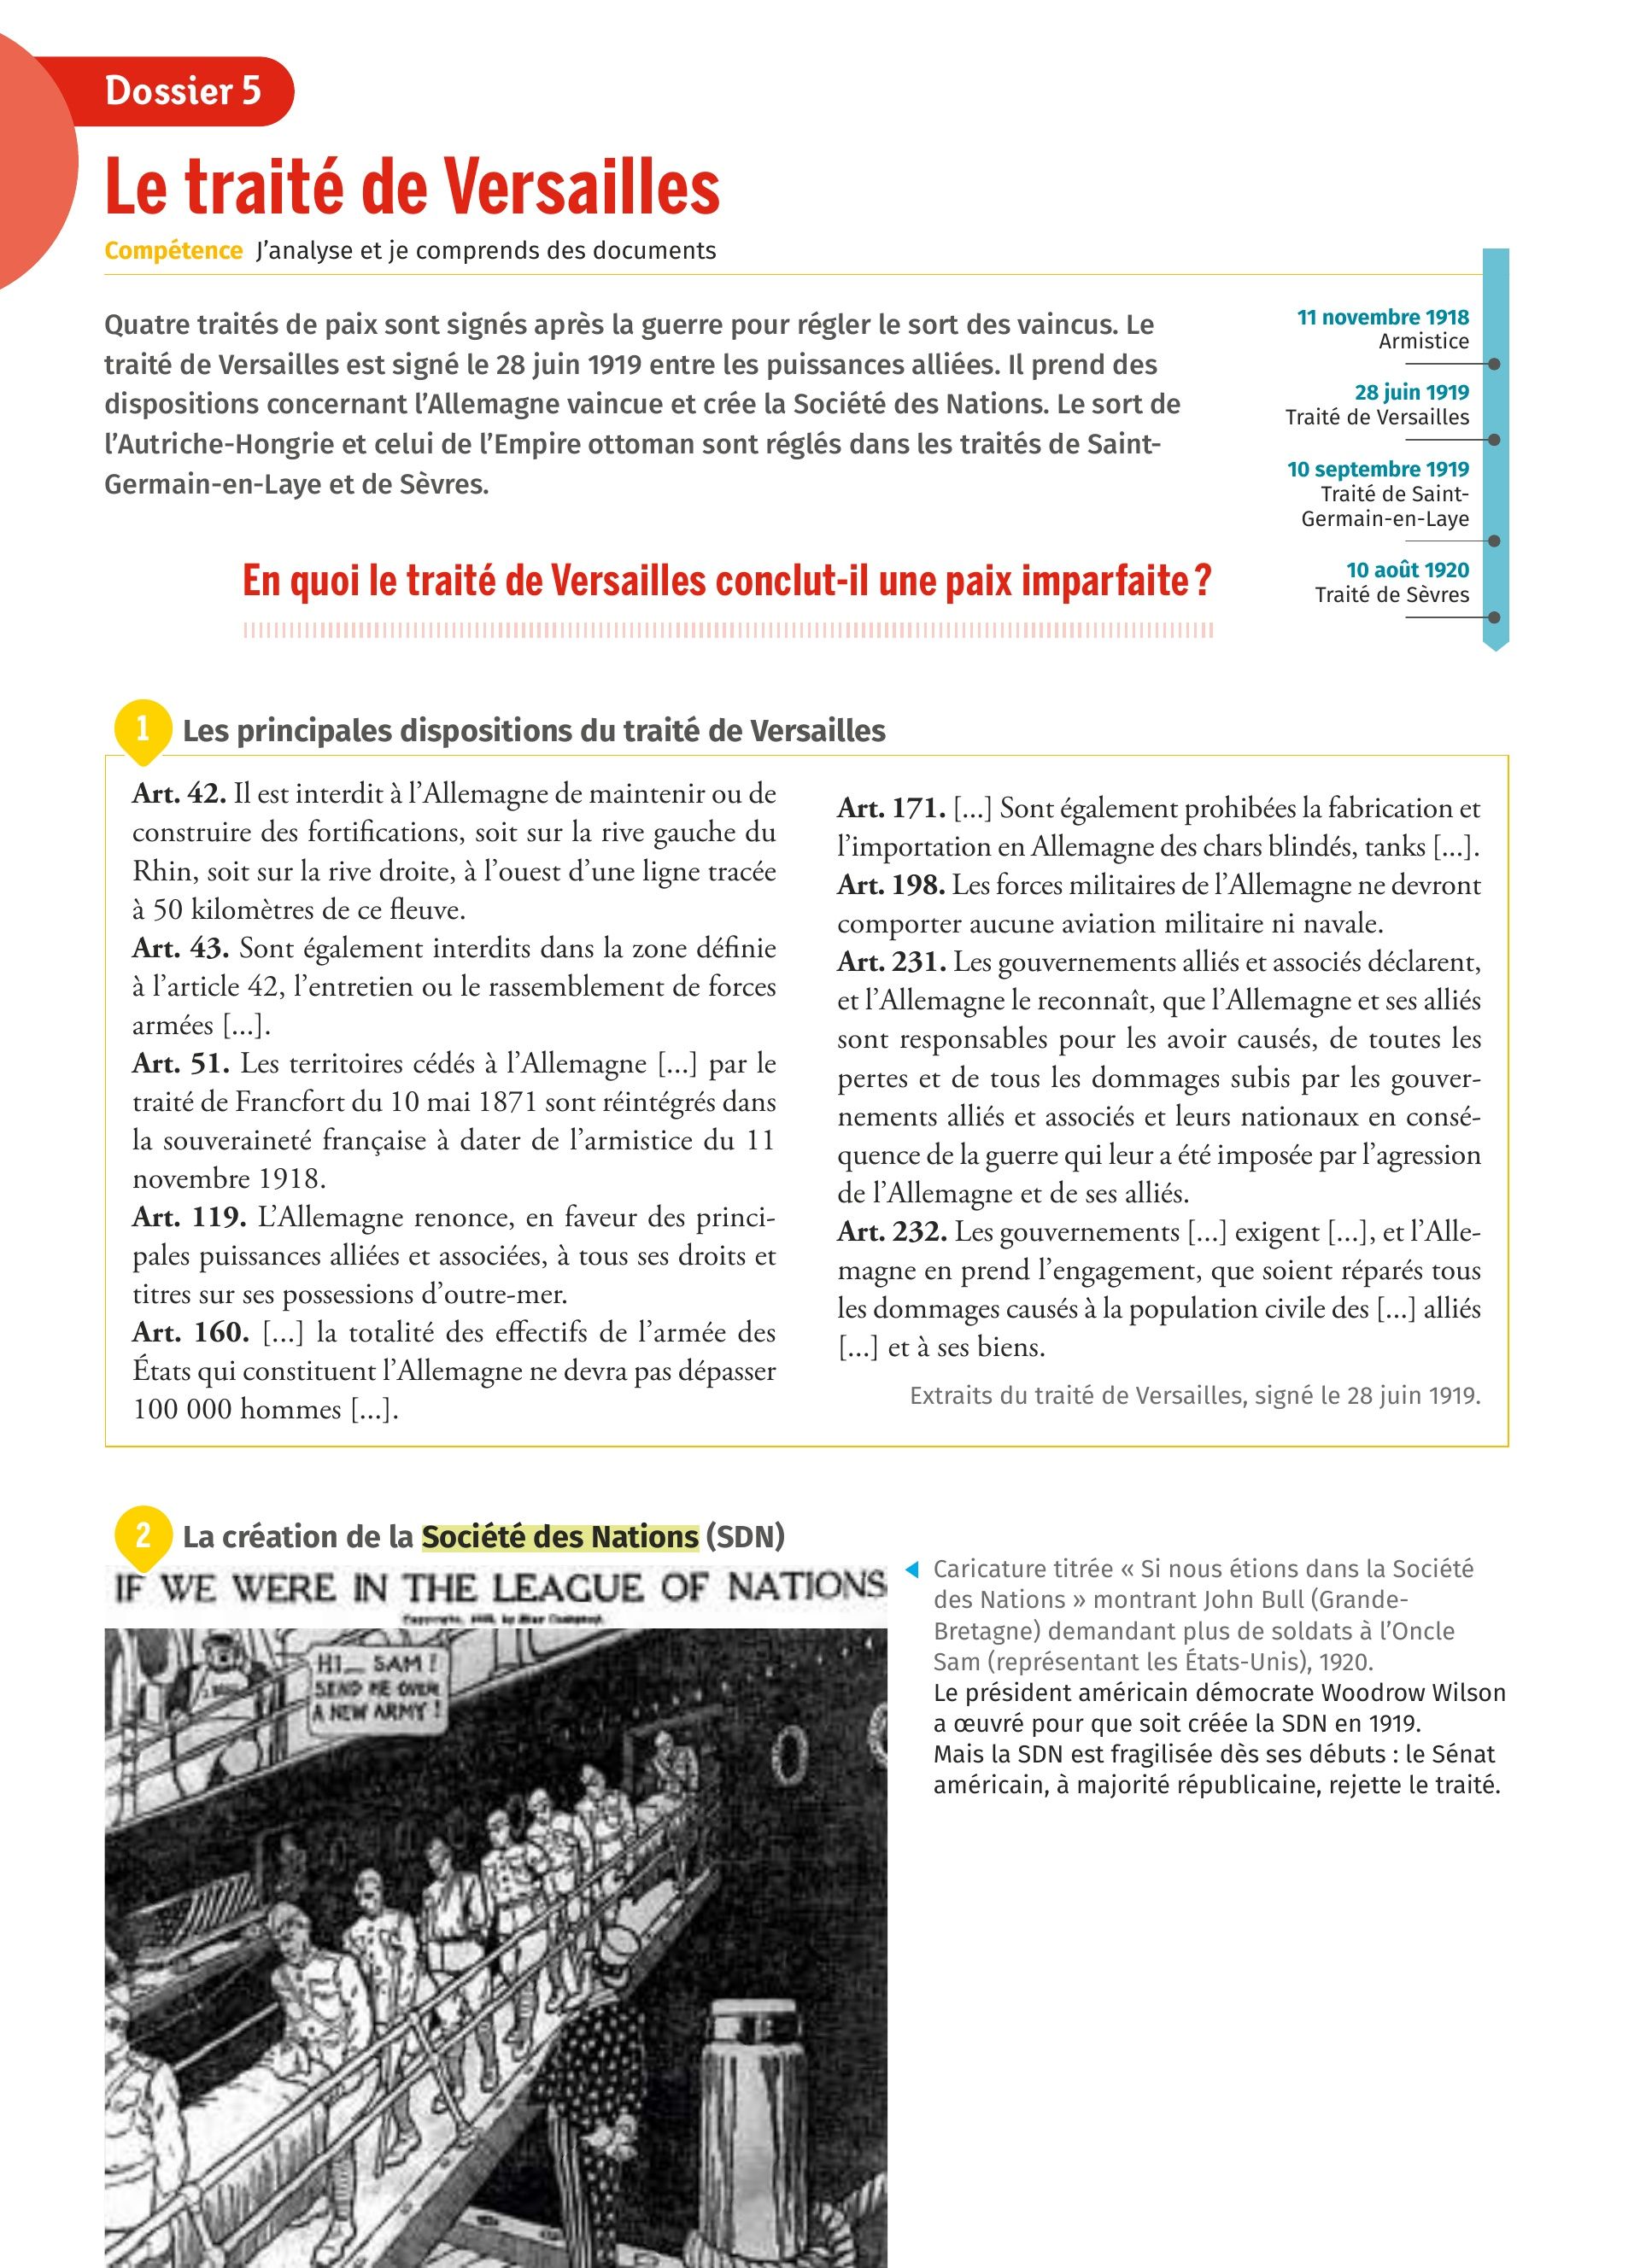 Dossier 5
Le traité de Versailles
Compétence J’analyse et je comprends des documents
Quatre traités de paix sont signés après la guerre pour régler le sort des vaincus. Le
traité de Versailles est signé le 28 juin 1919 entre les puissances alliées. Il prend des
dispositions concernant l’Allemagne vaincue et crée la Société des Nations. Le sort de
l’Autriche-Hongrie et celui de l’Empire ottoman sont réglés dans les traités de Saint-
Germain-en-Laye et de Sèvres.
11 novembre 1918
Armistice
28 juin 1919
Traité de Versailles
10 septembre 1919
Traité de Saint-
Germain-en-Laye
10 août 1920
Traité de Sèvres
En quoi le traité de Versailles conclut-il une paix imparfaite ?
1 Les principales dispositions du traité de Versailles
Art. 42. Il est interdit à l’Allemagne de maintenir ou de
construire des fortifications, soit sur la rive gauche du
Rhin, soit sur la rive droite, à l’ouest d’une ligne tracée
à 50 kilomètres de ce fleuve.
Art. 43. Sont également interdits dans la zone définie
à l’article 42, l’entretien ou le rassemblement de forces
armées [...].
Art. 51. Les territoires cédés à l’Allemagne [...] par le
traité de Francfort du 10 mai 1871 sont réintégrés dans
la souveraineté française à dater de l’armistice du 11
novembre 1918.
Art. 119. L’Allemagne renonce, en faveur des princi-
pales puissances alliées et associées, à tous ses droits et
titres sur ses possessions d’outre-mer.
Art. 160. [...] la totalité des effectifs de l’armée des
États qui constituent l’Allemagne ne devra pas dépasser
100 000 hommes [...].
Art. 171. [...] Sont également prohibées la fabrication et
l’importation en Allemagne des chars blindés, tanks [...].
Art. 198. Les forces militaires de l’Allemagne ne devront
comporter aucune aviation militaire ni navale.
Art. 231. Les gouvernements alliés et associés déclarent,
et l’Allemagne le reconnaît, que l’Allemagne et ses alliés
sont responsables pour les avoir causés, de toutes les
pertes et de tous les dommages subis par les gouver-
nements alliés et associés et leurs nationaux en consé-
quence de la guerre qui leur a été imposée par l’agression
de l’Allemagne et de ses alliés.
Art. 232. Les gouvernements [...] exigent [...], et l’Alle-
magne en prend l’engagement, que soient réparés tous
les dommages causés à la population civile des [...] alliés
[...] et à ses biens.
Extraits du traité de Versailles, signé le 28 juin 1919.
2 La création de la Société des Nations (SDN)
IF WE WERE IN THE LEAGUE OF NATIONS
HI_ SAM !
SEND ME OVER
A NEW ARMY !
Caricature titrée « Si nous étions dans la Société
des Nations » montrant John Bull (Grande-
Bretagne) demandant plus de soldats à l’Oncle
Sam (représentant les États-Unis), 1920.
Le président américain démocrate Woodrow Wilson
a œuvré pour que soit créée la SDN en 1919.
Mais la SDN est fragilisée dès ses débuts : le Sénat
américain, à majorité républicaine, rejette le traité.